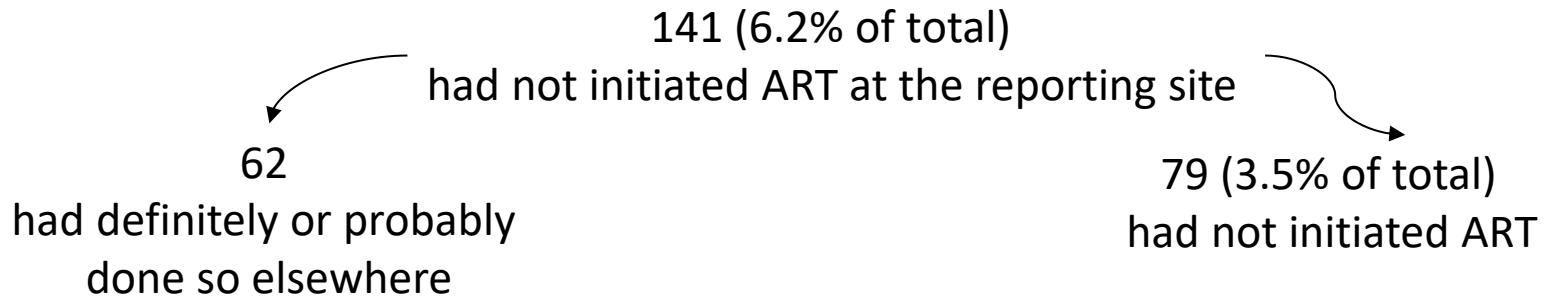 141 (6.2% of total)
had not initiated ART at the reporting site
62
had definitely or probably
done so elsewhere
79 (3.5% of total)
had not initiated ART